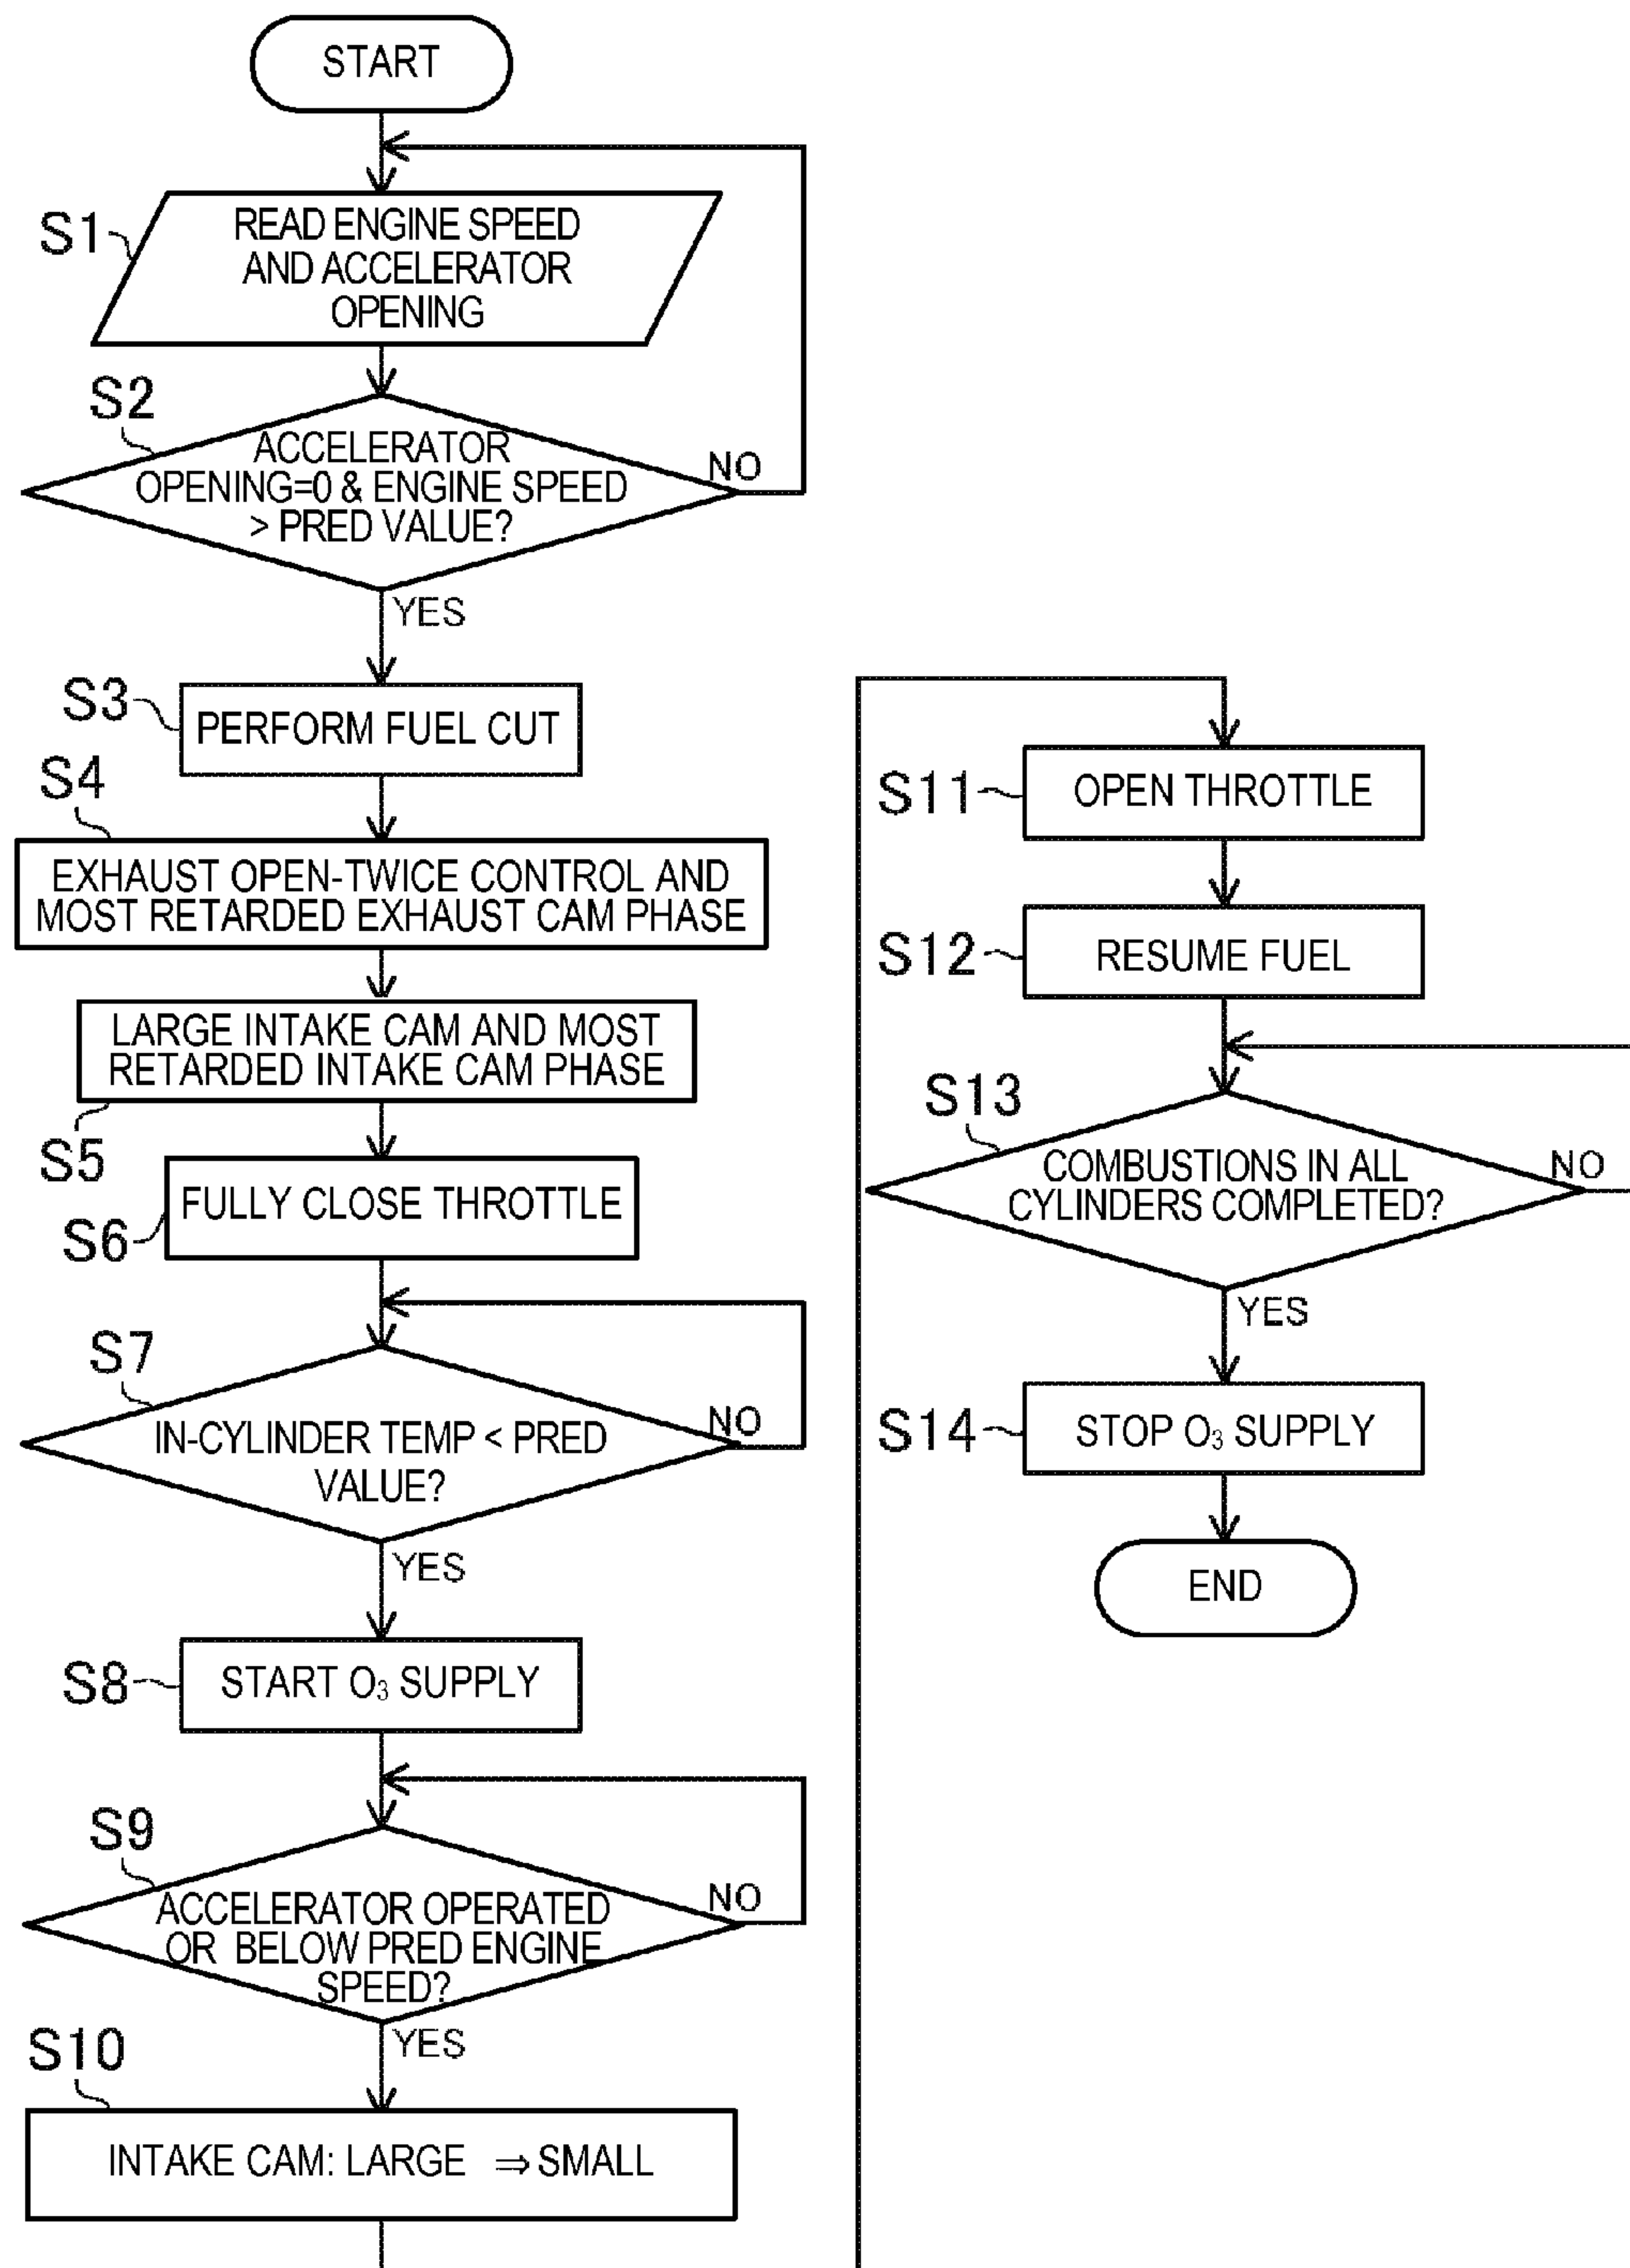 START
S1
READ ENGINE SPEED
AND ACCELERATOR
OPENING
S2
ACCELERATOR
OPENING=0 & ENGINE SPEED
> PRED VALUE?
NO
YES
S3
PERFORM FUEL CUT
S4
EXHAUST OPEN-TWICE CONTROL AND
MOST RETARDED EXHAUST CAM PHASE
LARGE INTAKE CAM AND MOST
RETARDED INTAKE CAM PHASE
S5
FULLY CLOSE THROTTLE
S6
S7
IN-CYLINDER TEMP < PRED
VALUE?
NO
YES
S8
START O₃ SUPPLY
S9
ACCELERATOR OPERATED
OR BELOW PRED ENGINE
SPEED?
NO
YES
S10
INTAKE CAM: LARGE ⇒ SMALL
S11
OPEN THROTTLE
S12
RESUME FUEL
S13
COMBUSTIONS IN ALL
CYLINDERS COMPLETED?
NO
YES
S14
STOP O₃ SUPPLY
END